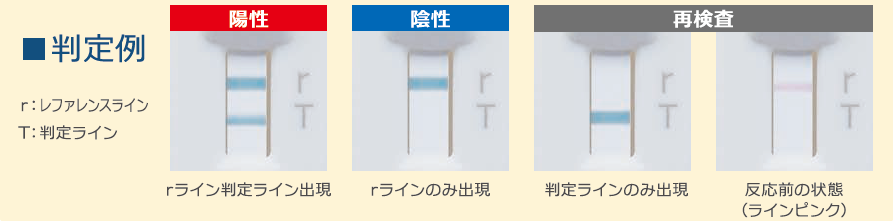 陽性
陰性
再検査
■判定例
r：レファレンスライン
T：判定ライン
r
T
r
T
r
T
r
T
rライン判定ライン出現
rラインのみ出現
判定ラインのみ出現
反応前の状態
（ラインピンク）